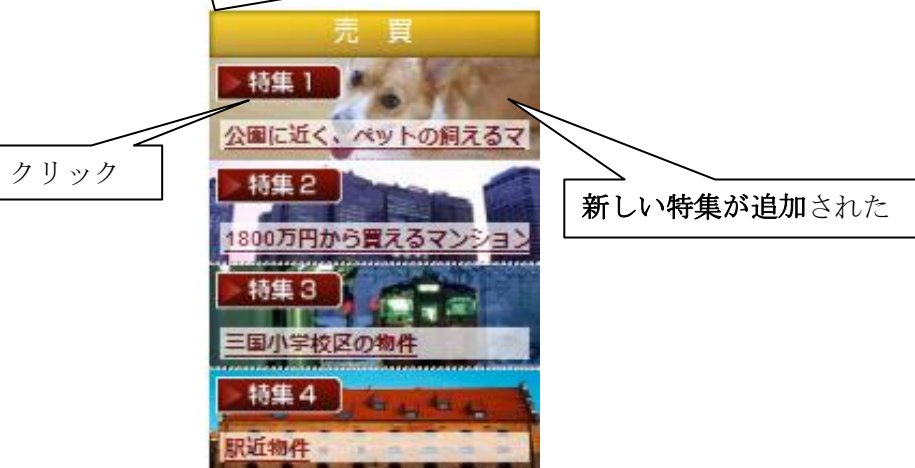 売 買
特集 1
公園に近く、ペットの飼えるマ
クリック
特集 2
新しい特集が追加された
1800万円から買えるマンション
特集 3
三国小学校区の物件
特集 4
駅近物件